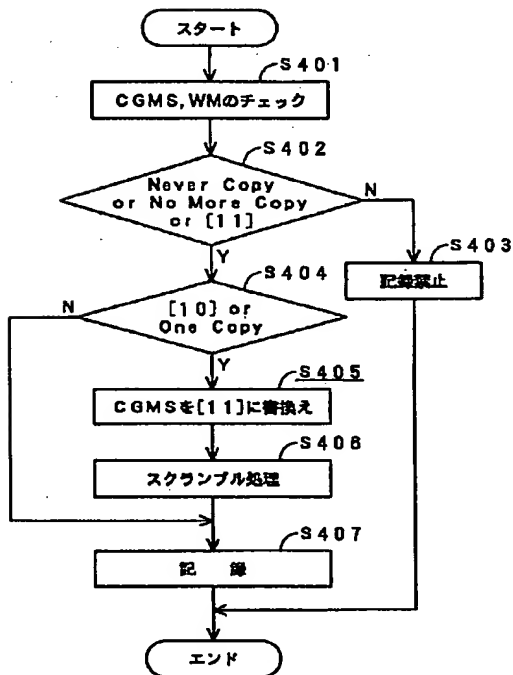 スタート
S401
CGMS,WMのチェック
S402
Never Copy
or No More Copy
or [11]
N
S403
記録禁止
Y
S404
[10] or
One Copy
N
Y
S405
CGMSを[11]に書換え
S406
スクランブル処理
S407
記 録
エンド